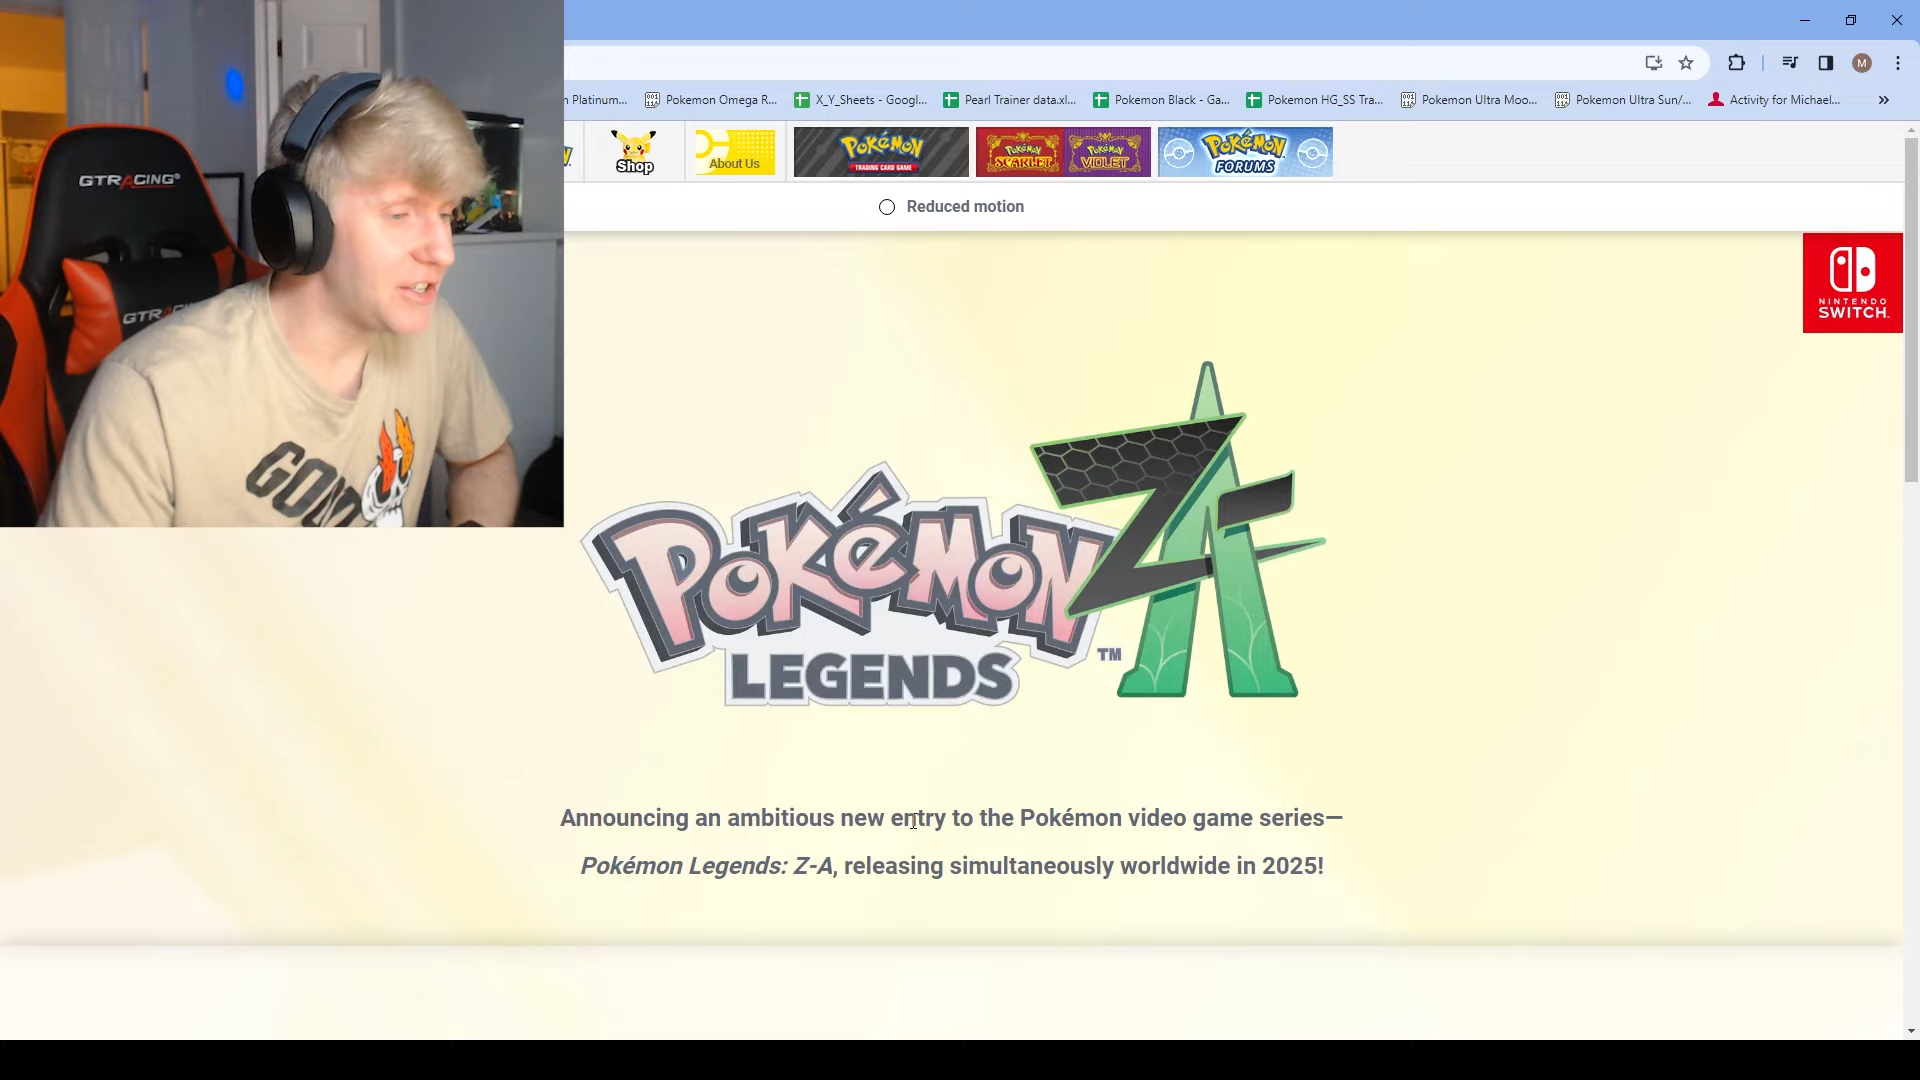 M
n Platinum...
Pokemon Omega R...
X_Y_Sheets - Googl...
Pearl Trainer data.xl...
Pokemon Black - Ga...
Pokemon HG_SS Tra...
Pokemon Ultra Moo...
Pokemon Ultra Sun/...
Activity for Michael...
»
Shop
About Us
Pokémon
TRADING CARD GAME
Pokémon
SCARLET
Pokémon
VIOLET
Pokémon
FORUMS
Reduced motion
NINTENDO
SWITCH
GTRACING
GTRACI
GON
Pokémon
LEGENDS
ZA
TM
Announcing an ambitious new entry to the Pokémon video game series—
Pokémon Legends: Z-A, releasing simultaneously worldwide in 2025!